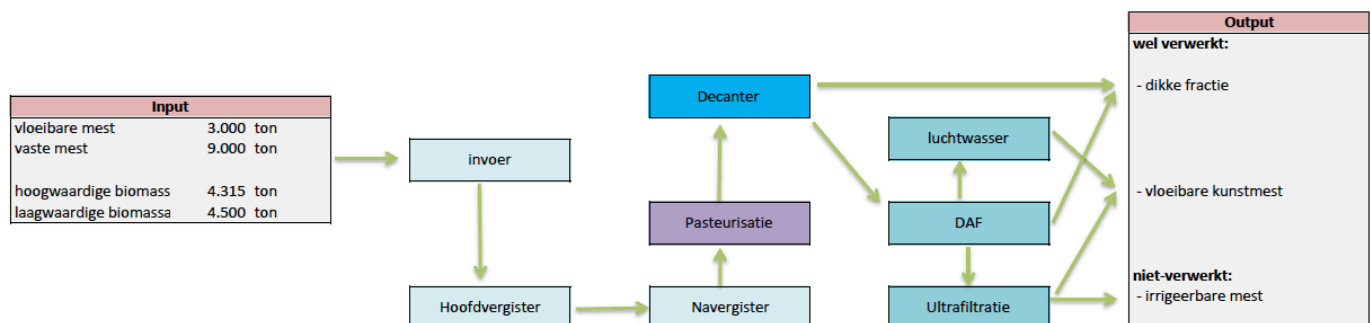 Input
vloeibare mest 3.000 ton
vaste mest 9.000 ton
hoogwaardige biomass 4.315 ton
laagwaardige biomassa 4.500 ton
invoer
Hoofdvergister
Navergister
Pasteurisatie
Decanter
luchtwasser
DAF
Ultrafiltratie
Output
wel verwerkt:
- dikke fractie
- vloeibare kunstmest
niet-verwerkt:
- irrigeerbare mest